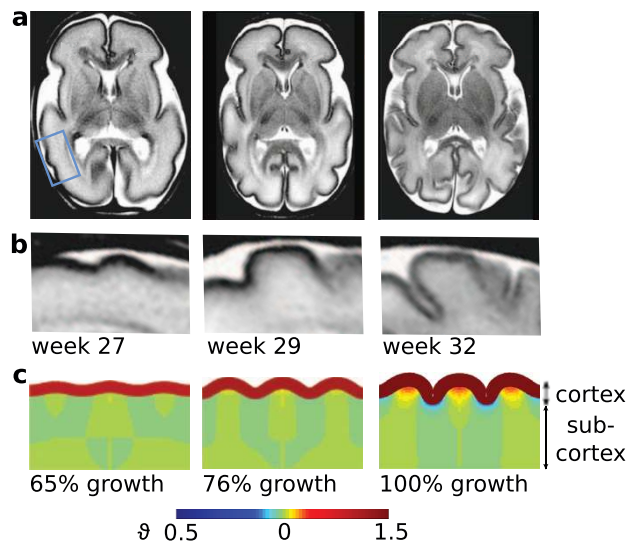 a
b
week 27 week 29 week 32
c
cortex
sub-
cortex
65% growth 76% growth 100% growth
ϑ 0.5 0 1.5